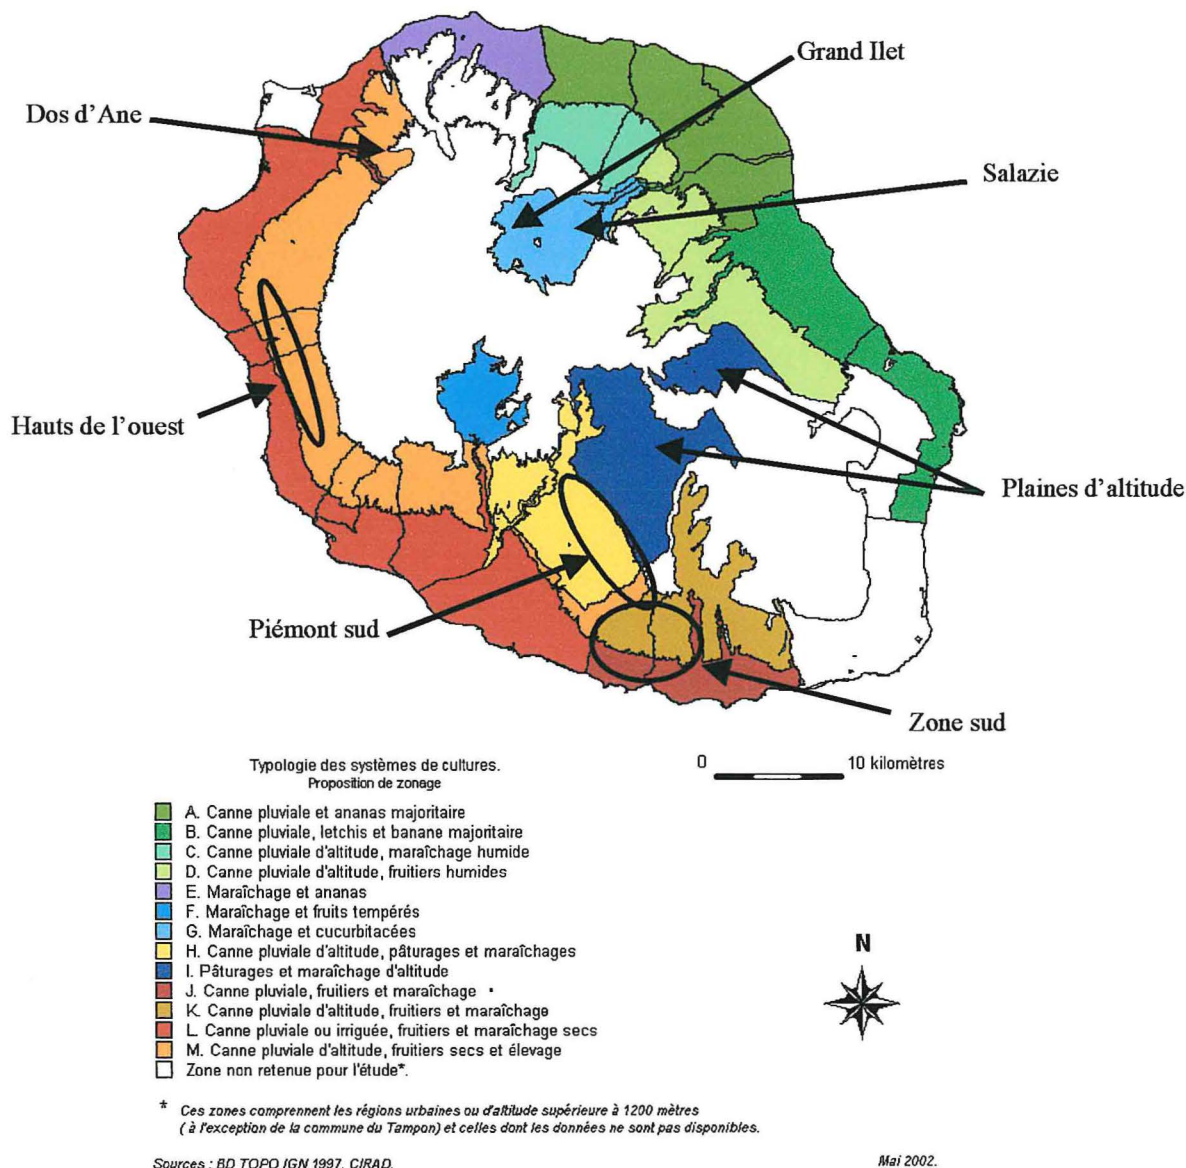 Grand Ilet
Dos d'Ane
Salazie
Hauts de l'ouest
Plaines d'altitude
Piémont sud
Zone sud
Typologie des systèmes de cultures.
Proposition de zonage
0 10 kilomètres
A. Canne pluviale et ananas majoritaire
B. Canne pluviale, letchis et banane majoritaire
C. Canne pluviale d'altitude, maraîchage humide
D. Canne pluviale d'altitude, fruitiers humides
E. Maraîchage et ananas
F. Maraîchage et fruits tempérés
G. Maraîchage et cucurbitacées
H. Canne pluviale d'altitude, pâturages et maraîchages
I. Pâturages et maraîchage d'altitude
J. Canne pluviale, fruitiers et maraîchage
K. Canne pluviale d'altitude, fruitiers et maraîchage
L. Canne pluviale ou irriguée, fruitiers et maraîchage secs
M. Canne pluviale d'altitude, fruitiers secs et élevage
Zone non retenue pour l'étude*.
N
* Ces zones comprennent les régions urbaines ou d'altitude supérieure à 1200 mètres
( à l'exception de la commune du Tampon) et celles dont les données ne sont pas disponibles.
Sources : BD TOPO IGN 1997, CIRAD.
Mai 2002.